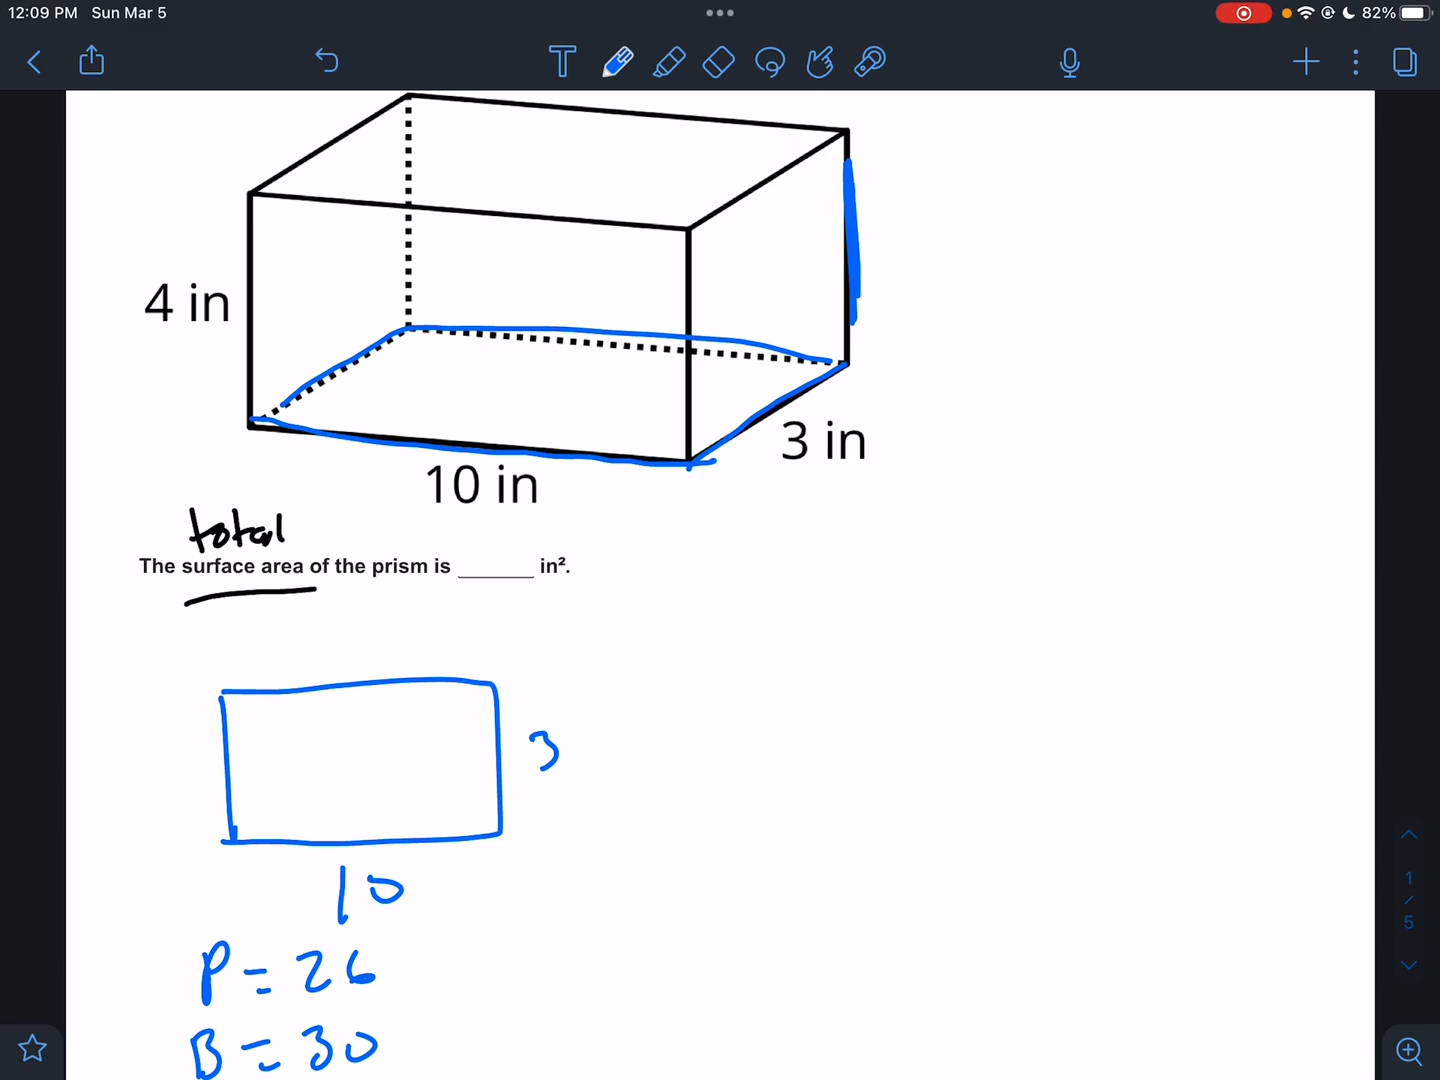 12:09 PM Sun Mar 5
82%
T
4 in
3 in
10 in
total
The surface area of the prism is ______ in².
3
10
P = 26
B = 30
1
/
5